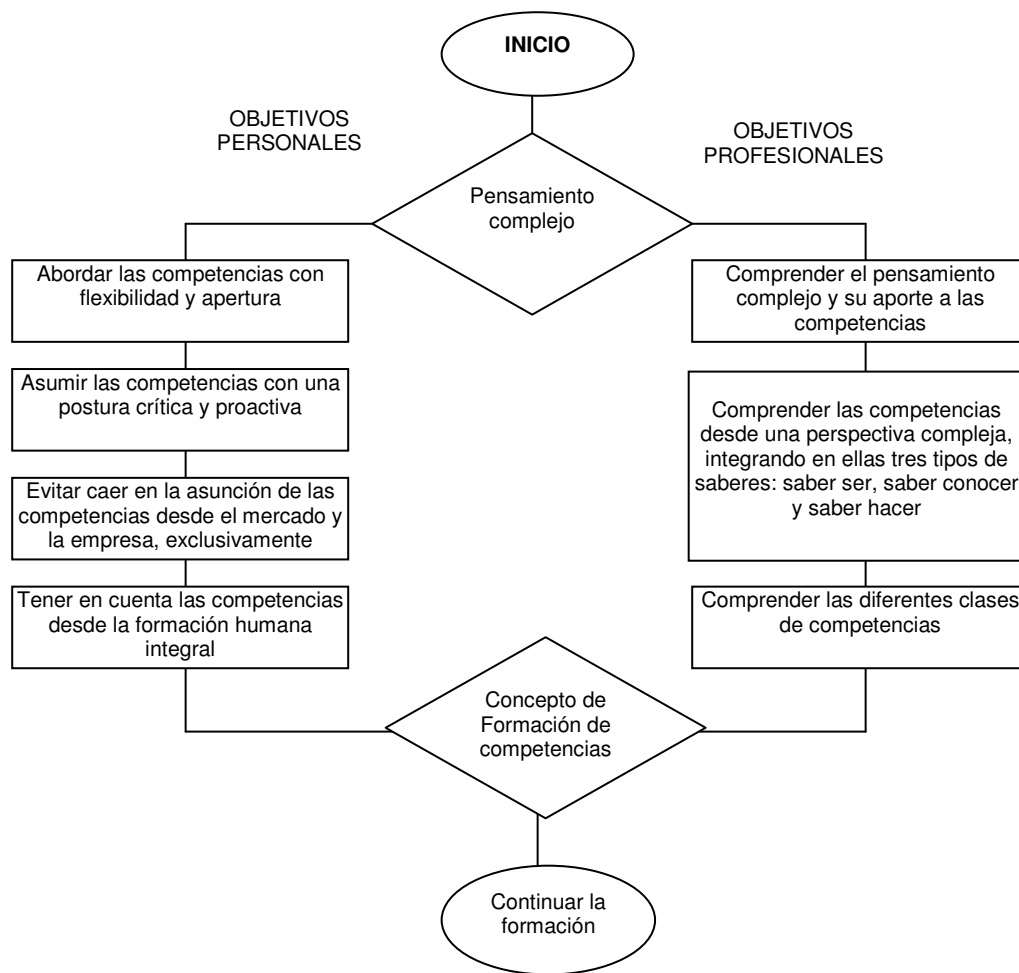 INICIO
OBJETIVOS
PERSONALES
OBJETIVOS
PROFESIONALES
Pensamiento
complejo
Abordar las competencias con
flexibilidad y apertura
Asumir las competencias con una
postura crítica y proactiva
Evitar caer en la asunción de las
competencias desde el mercado y
la empresa, exclusivamente
Tener en cuenta las competencias
desde la formación humana
integral
Comprender el pensamiento
complejo y su aporte a las
competencias
Comprender las competencias
desde una perspectiva compleja,
integrando en ellas tres tipos de
saberes: saber ser, saber conocer
y saber hacer
Comprender las diferentes clases
de competencias
Concepto de
Formación de
competencias
Continuar la
formación